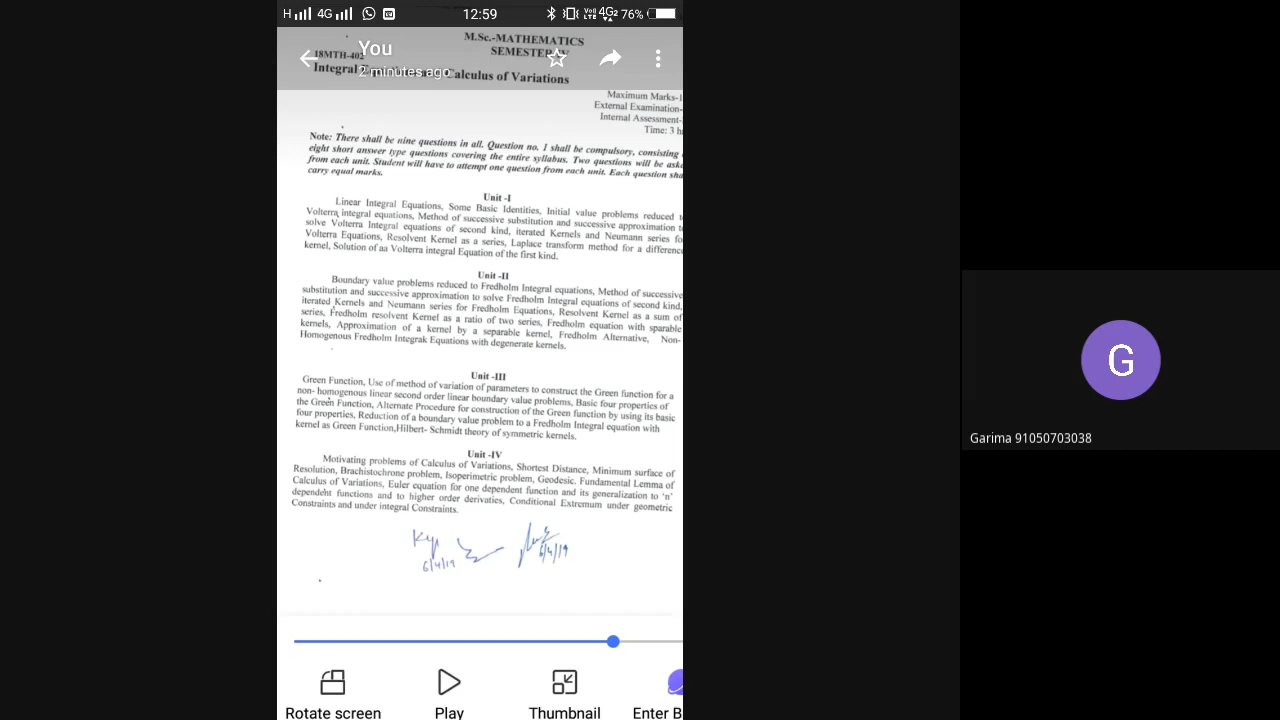 H 4G 12:59 4G 76%
M.Sc.-MATHEMATICS
SEMESTER
18MTH-402
You
2 minutes ago
Integral Calculus of Variations
Maximum Marks-1
External Examination-
Internal Assessment-
Time: 3 h
Note: There shall be nine questions in all. Question no. 1 shall be compulsory, consisting
eight short answer type questions covering the entire syllabus. Two questions will be aske
from each unit. Student will have to attempt one question from each unit. Each question sha
carry equal marks.
Unit -I
Linear Integral Equations, Some Basic Identities, Initial value problems reduced t
Volterra integral equations, Method of successive substitution and successive approximation t
solve Volterra Integral equations of second kind, iterated Kernels and Neumann series fo
Volterra Equations, Resolvent Kernel as a series, Laplace transform method for a difference
kernel, Solution of aa Volterra integral Equation of the first kind.
Unit -II
Boundary value problems reduced to Fredholm Integral equations, Method of successive
substitution and successive approximation to solve Fredholm Integral equations of second kind,
iterated Kernels and Neumann series for Fredholm Equations, Resolvent Kernel as a sum of
series, Fredholm resolvent Kernel as a ratio of two series, Fredholm equation with sparable
kernels, Approximation of a kernel by a separable kernel, Fredholm Alternative, Non-
Homogenous Fredholm Integrak Equations with degenerate kernels.
Unit -III
Green Function, Use of method of variation of parameters to construct the Green function for a
non- homogenous linear second order linear boundary value problems, Basic four properties of
the Green Function, Alternate Procedure for construction of the Green function by using its basic
four properties, Reduction of a boundary value problem to a Fredholm Integral equation with
kernel as Green Function,Hilbert- Schmidt theory of symmetric kernels.
Unit -IV
Motivating problems of Calculus of Variations, Shortest Distance, Minimum surface of
Resolution, Brachistochrone problem, Isoperimetric problem, Geodesic. Fundamental Lemma of
Calculus of Variations, Euler equation for one dependent function and its generalization to 'n'
dependent functions and to higher order derivaties, Conditional Extremum under geometric
Constraints and under integral Constraints.
6/4/19 6/4/19
Rotate screen Play Thumbnail Enter B
G
Garima 91050703038